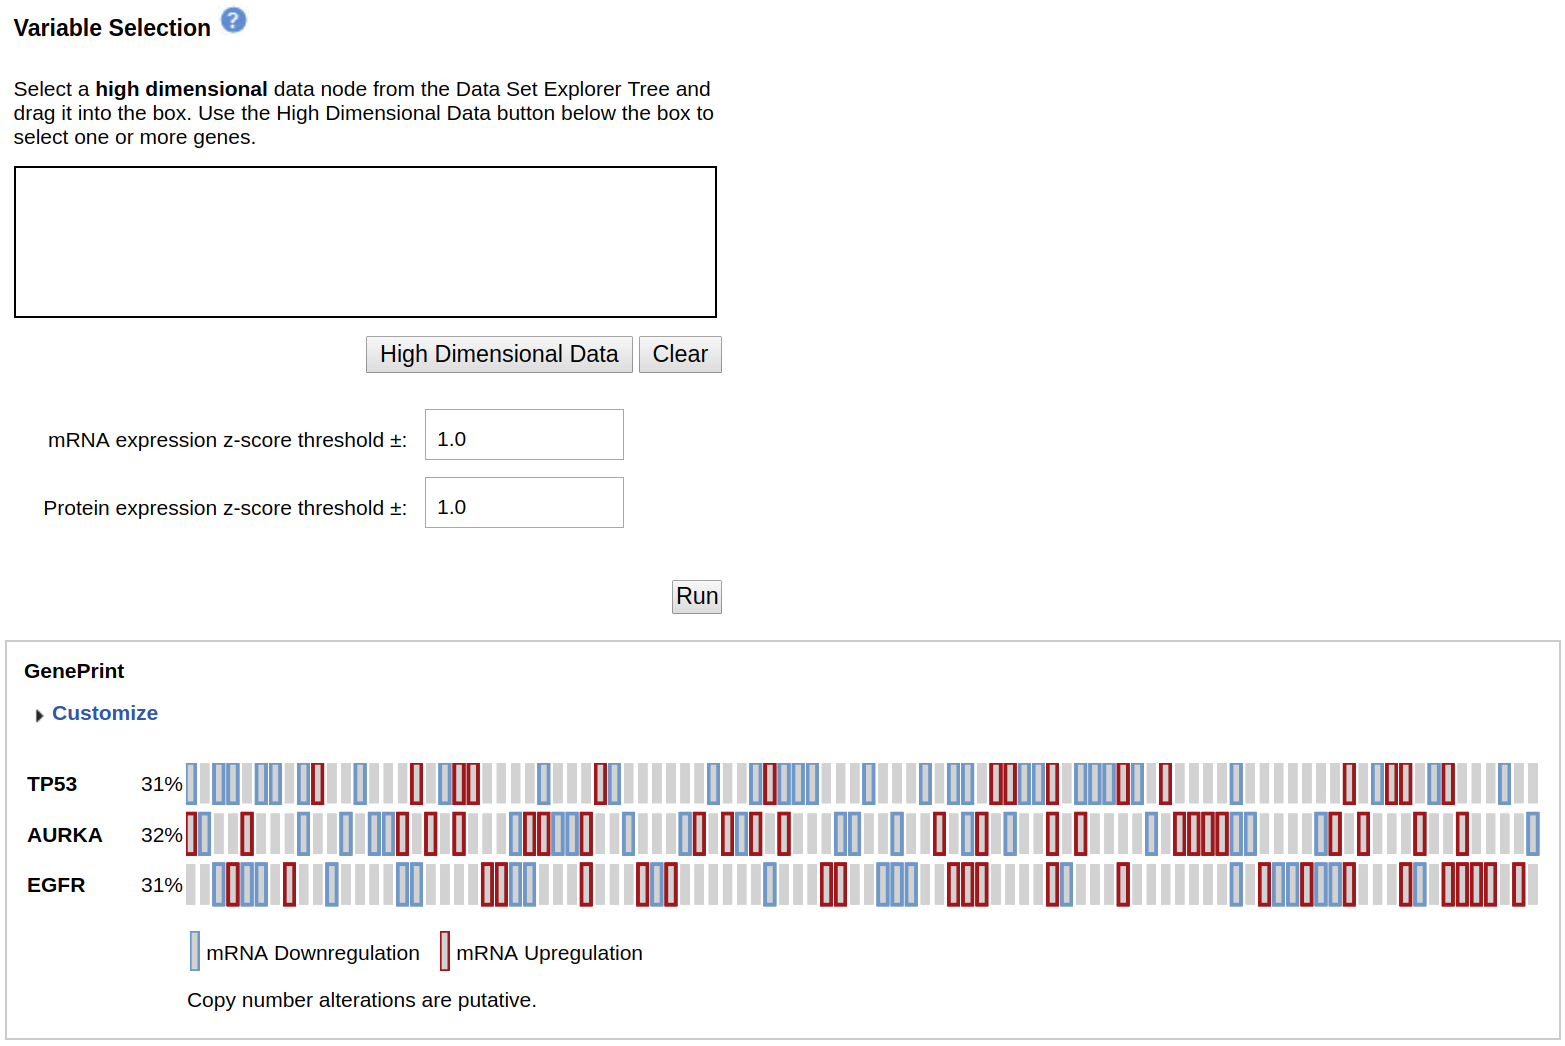 Variable Selection ?
Select a high dimensional data node from the Data Set Explorer Tree and
drag it into the box. Use the High Dimensional Data button below the box to
select one or more genes.
High Dimensional Data Clear
mRNA expression z-score threshold ±: 1.0
Protein expression z-score threshold ±: 1.0
Run
GenePrint
Customize
TP53 31%
AURKA 32%
EGFR 31%
mRNA Downregulation mRNA Upregulation
Copy number alterations are putative.